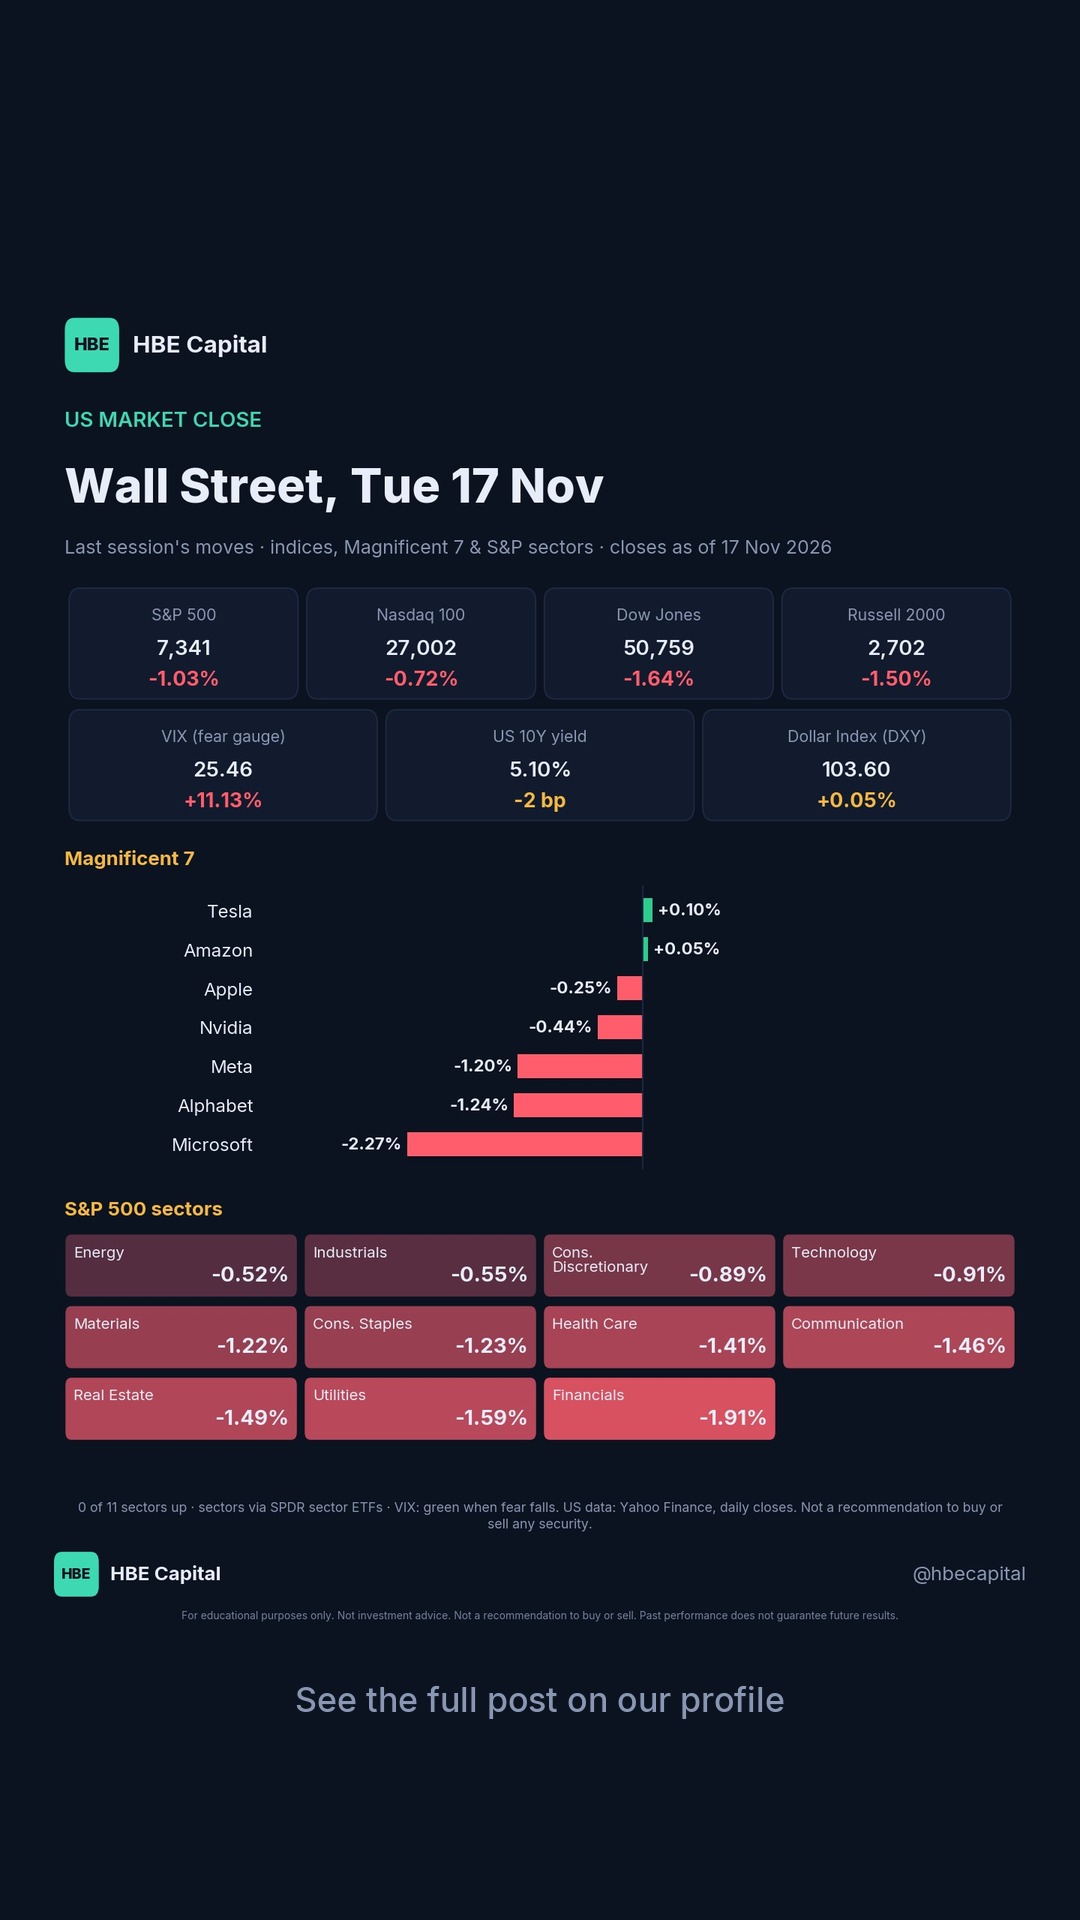 HBE
HBE Capital
US MARKET CLOSE
Wall Street, Tue 17 Nov
Last session's moves · indices, Magnificent 7 & S&P sectors · closes as of 17 Nov 2026
S&P 500
7,341
-1.03%
Nasdaq 100
27,002
-0.72%
Dow Jones
50,759
-1.64%
Russell 2000
2,702
-1.50%
VIX (fear gauge)
25.46
+11.13%
US 10Y yield
5.10%
-2 bp
Dollar Index (DXY)
103.60
+0.05%
Magnificent 7
Tesla +0.10%
Amazon +0.05%
Apple -0.25%
Nvidia -0.44%
Meta -1.20%
Alphabet -1.24%
Microsoft -2.27%
S&P 500 sectors
Energy
-0.52%
Industrials
-0.55%
Cons.
Discretionary
-0.89%
Technology
-0.91%
Materials
-1.22%
Cons. Staples
-1.23%
Health Care
-1.41%
Communication
-1.46%
Real Estate
-1.49%
Utilities
-1.59%
Financials
-1.91%
0 of 11 sectors up · sectors via SPDR sector ETFs · VIX: green when fear falls. US data: Yahoo Finance, daily closes. Not a recommendation to buy or
sell any security.
HBE
HBE Capital
@hbecapital
For educational purposes only. Not investment advice. Not a recommendation to buy or sell. Past performance does not guarantee future results.
See the full post on our profile